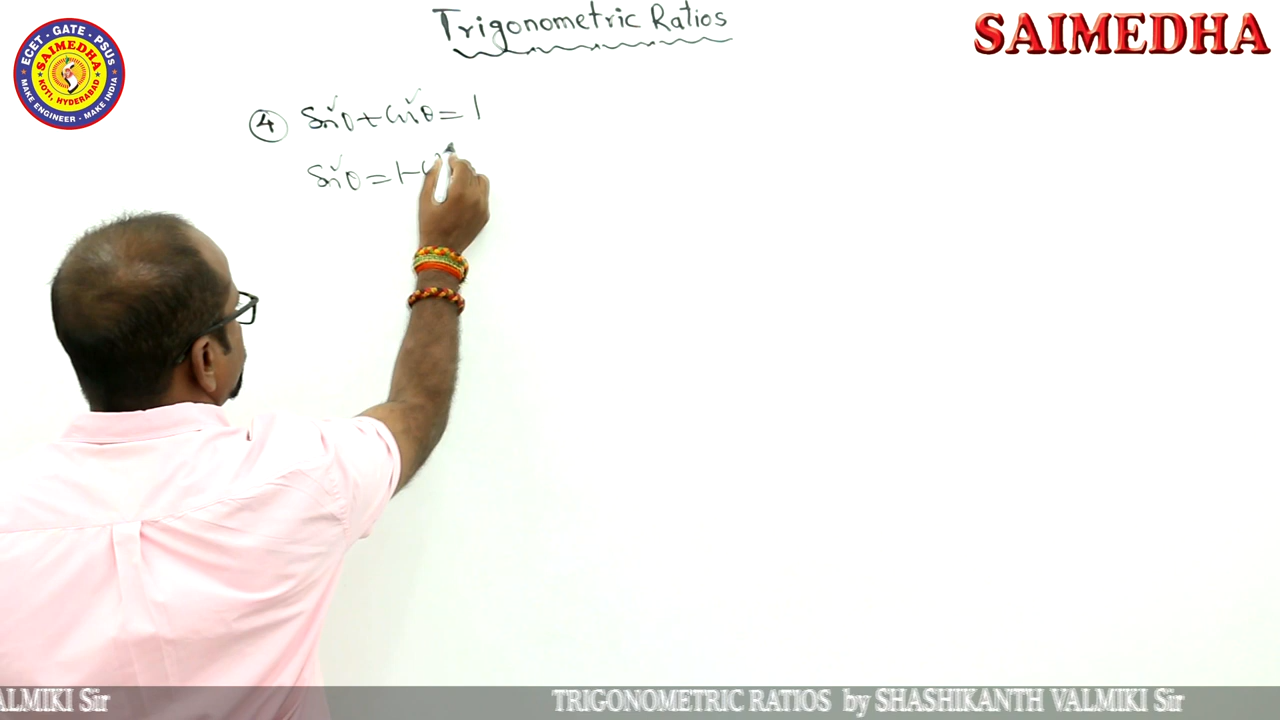 Trigonometric Ratios
SAIMEDHA
ECET - GATE - PSUS
SAIMEDHA
KOTI, HYDERABAD
MAKE ENGINEER - MAKE INDIA
④ Sin²θ + Cos²θ = 1
Sin²θ = 1 - C
ALMIKI Sir
TRIGONOMETRIC RATIOS by SHASHIKANTH VALMIKI Sir